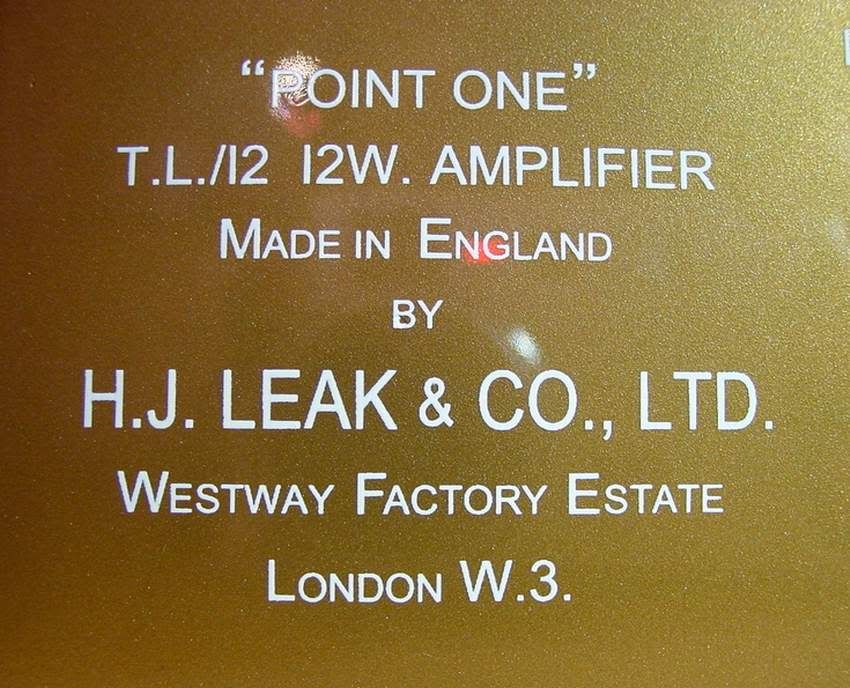 “POINT ONE”
T.L./12 12W. AMPLIFIER
MADE IN ENGLAND
BY
H.J. LEAK & CO., LTD.
WESTWAY FACTORY ESTATE
LONDON W.3.